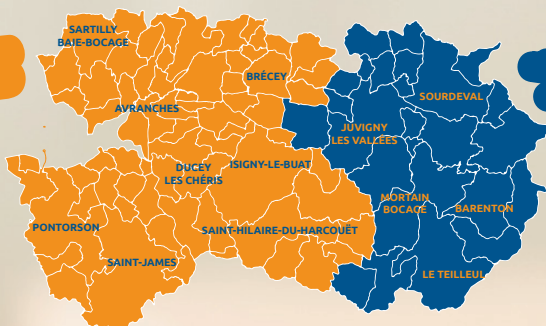 SARTILLY
BAJE-BOCAGE
BRÉCEY
SOURDEVAL
AVRANCHES
JUVIGNY
LES VALLÉES
DUCEY
LES CHÉRIS
ISIGNY-LE-BUAT
MORTAIN
BOCAGE
BARENTON
PONTORSON
SAINT-HILAIRE-DU-HARCOUËT
SAINT-JAMES
LE TEILLEUL